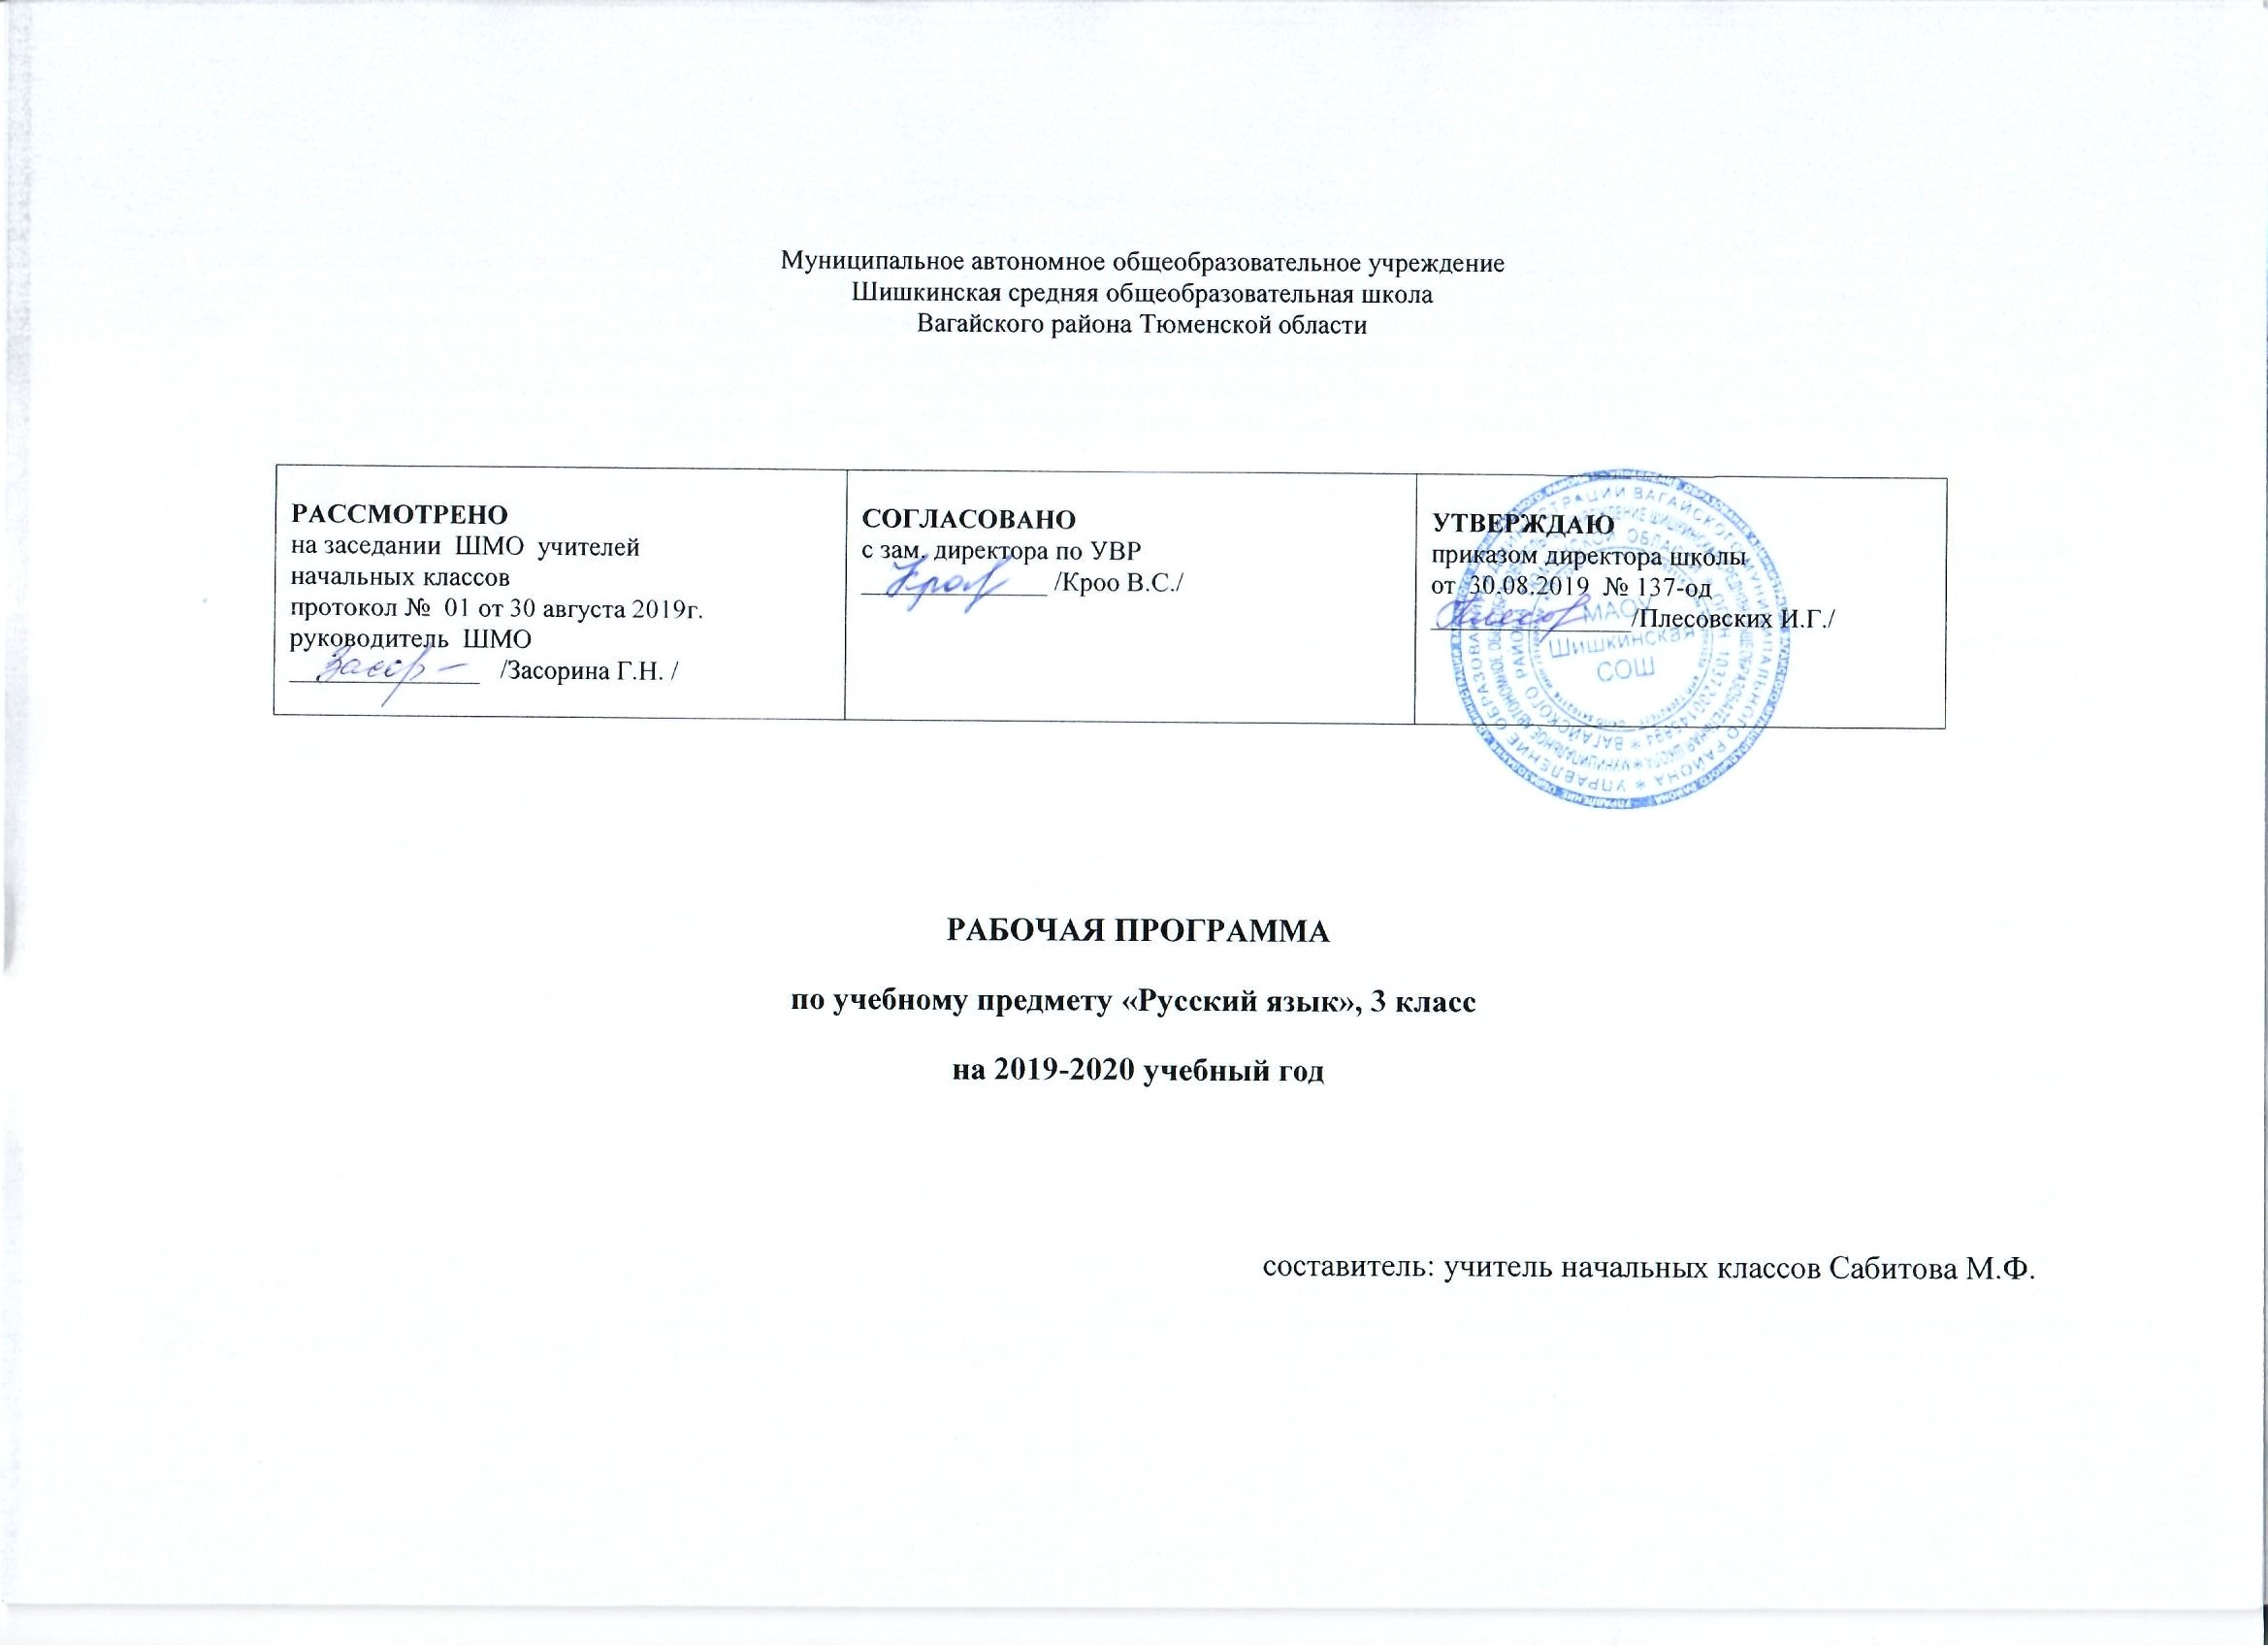 Муниципальное автономное общеобразовательное учреждение
Шишкинская средняя общеобразовательная школа
Вагайского района Тюменской области
РАССМОТРЕНО
на заседании ШМО учителей
начальных классов
протокол № 01 от 30 августа 2019г.
руководитель ШМО
/Засорина Г.Н. /
СОГЛАСОВАНО
с зам. директора по УВР
/Кроо В.С./
УТВЕРЖДАЮ
приказом директора школы
от 30.08.2019 № 137-од
/Плесовских И.Г./
МАОУ
Шишкинская
СОШ
РАБОЧАЯ ПРОГРАММА
по учебному предмету «Русский язык», 3 класс
на 2019-2020 учебный год
составитель: учитель начальных классов Сабитова М.Ф.